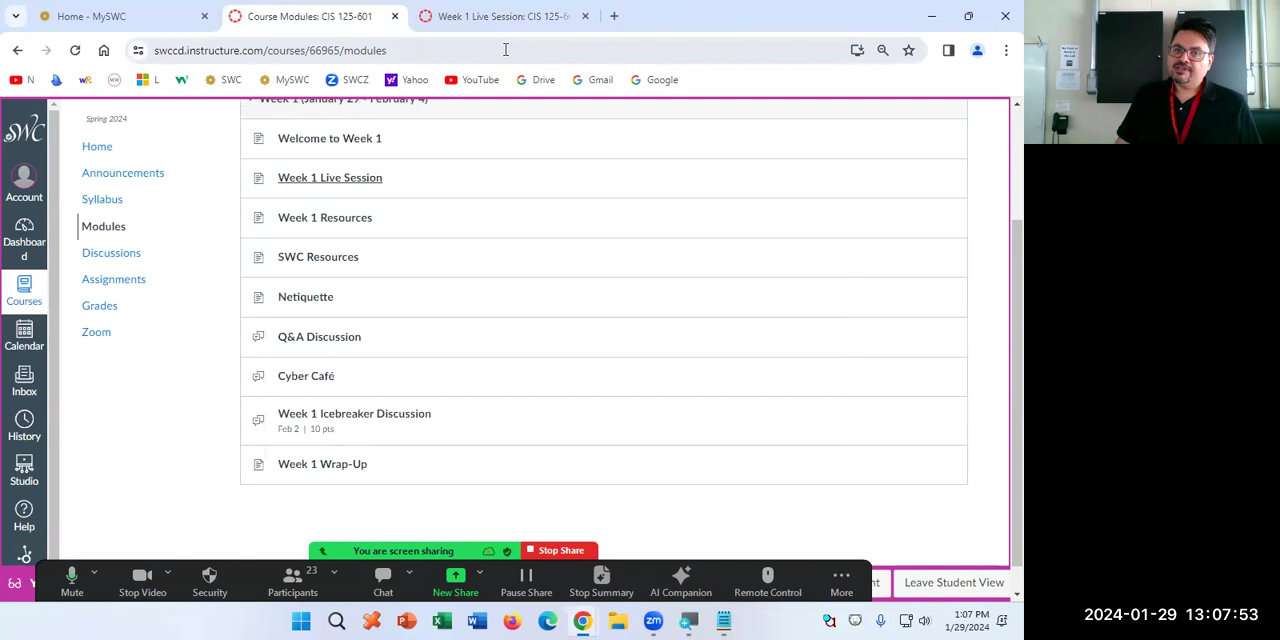 Home - MySWC
Course Modules: CIS 125-601
Week 1 Live Session: CIS 125-6
swccd.instructure.com/courses/66965/modules
N
L
SWC
MySWC
SWC
Yahoo
YouTu
Drive
Gmail
Google
Week 1 (January 29 - February 4)
SWC
Spring 2024
Home
Announcements
Syllabus
Modules
Discussions
Assignments
Grades
Zoom
Account
Dashboar
d
Courses
Calendar
Inbox
History
Studio
Help
Welcome to Week 1
Week 1 Live Session
Week 1 Resources
SWC Resources
Netiquette
Q&A Discussion
Cyber Café
Week 1 Icebreaker Discussion
Feb 2 | 10 pts
Week 1 Wrap-Up
You are screen sharing
Stop Share
Mute
Stop Video
Security
23
Participants
Chat
New Share
Pause Share
Stop Summary
AI Companion
Remote Control
More
nt
Leave Student View
1:07 PM
1/29/2024
2024-01-29 13:07:53